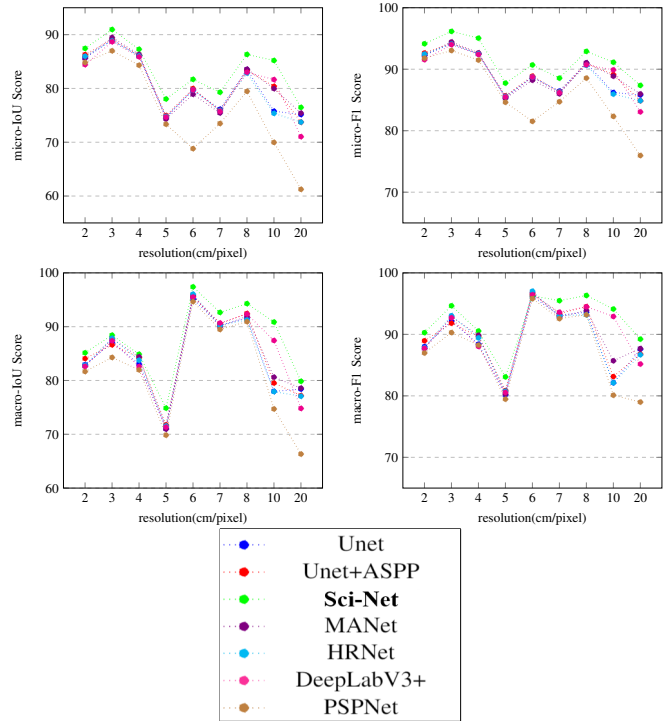 micro-IoU Score
90
80
70
60
2 3 4 5 6 7 8 10 20
resolution(cm/pixel)
micro-F1 Score
100
90
80
70
2 3 4 5 6 7 8 10 20
resolution(cm/pixel)
macro-IoU Score
100
90
80
70
60
2 3 4 5 6 7 8 10 20
resolution(cm/pixel)
macro-F1 Score
100
90
80
70
2 3 4 5 6 7 8 10 20
resolution(cm/pixel)
Unet
Unet+ASPP
Sci-Net
MANet
HRNet
DeepLabV3+
PSPNet